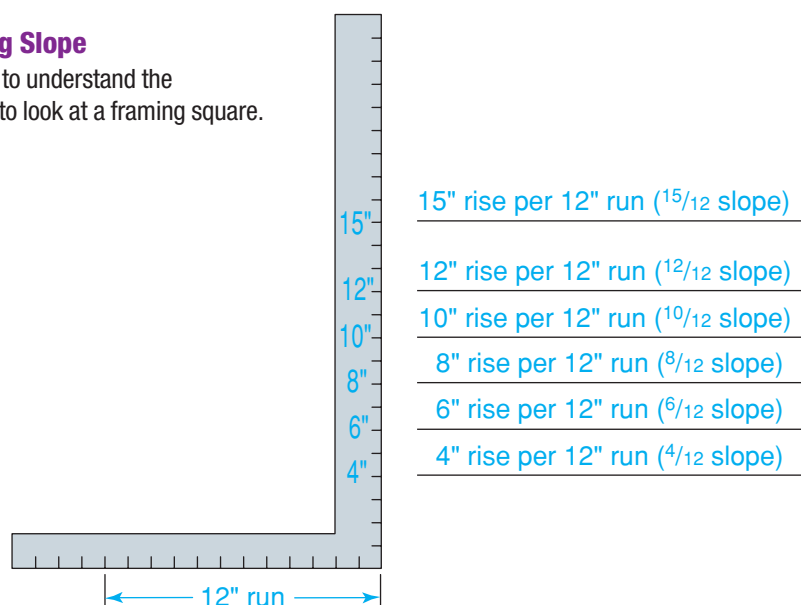 g Slope
to understand the
to look at a framing square.
15" 15" rise per 12" run (15/12 slope)
12" 12" rise per 12" run (12/12 slope)
10" 10" rise per 12" run (10/12 slope)
8" 8" rise per 12" run (8/12 slope)
6" 6" rise per 12" run (6/12 slope)
4" 4" rise per 12" run (4/12 slope)
12" run